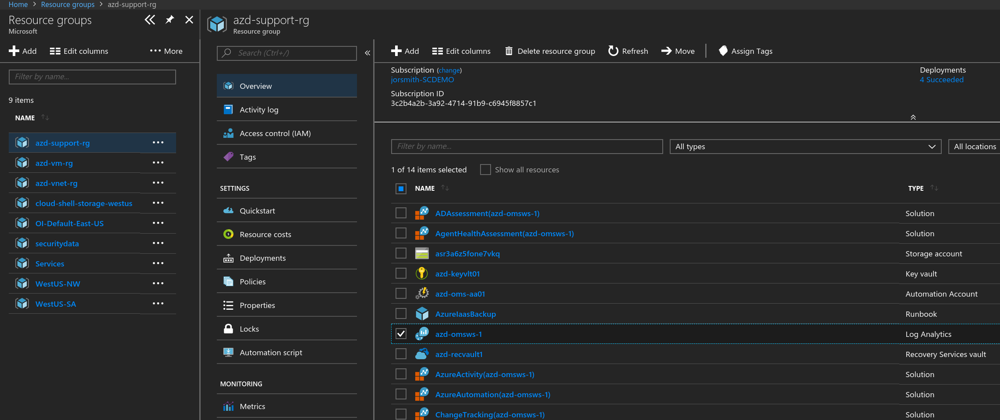 Home > Resource groups > azd-support-rg
Resource groups
Microsoft
Add Edit columns ••• More
Filter by name...
9 items
NAME
azd-support-rg
azd-vm-rg
azd-vnet-rg
cloud-shell-storage-westus
OI-Default-East-US
securitydata
Services
WestUS-NW
WestUS-SA
azd-support-rg
Resource group
Search (Ctrl+/)
Overview
Activity log
Access control (IAM)
Tags
SETTINGS
Quickstart
Resource costs
Deployments
Policies
Properties
Locks
Automation script
MONITORING
Metrics
Add Edit columns Delete resource group Refresh Move Assign Tags
Subscription (change)
jorsmith-SCDEMO
Subscription ID
3c2b4a2b-3a92-4714-91b9-c6945f8857c1
Deployments
4 Succeeded
Filter by name... All types All locations
1 of 14 items selected Show all resources
NAME TYPE
ADAssessment(azd-omsws-1) Solution
AgentHealthAssessment(azd-omsws-1) Solution
asr3a6z5fone7vkq Storage account
azd-keyvlt01 Key vault
azd-oms-aa01 Automation Account
AzureIaasBackup Runbook
azd-omsws-1 Log Analytics
azd-recvault1 Recovery Services vault
AzureActivity(azd-omsws-1) Solution
AzureAutomation(azd-omsws-1) Solution
ChangeTracking(azd-omsws-1) Solution